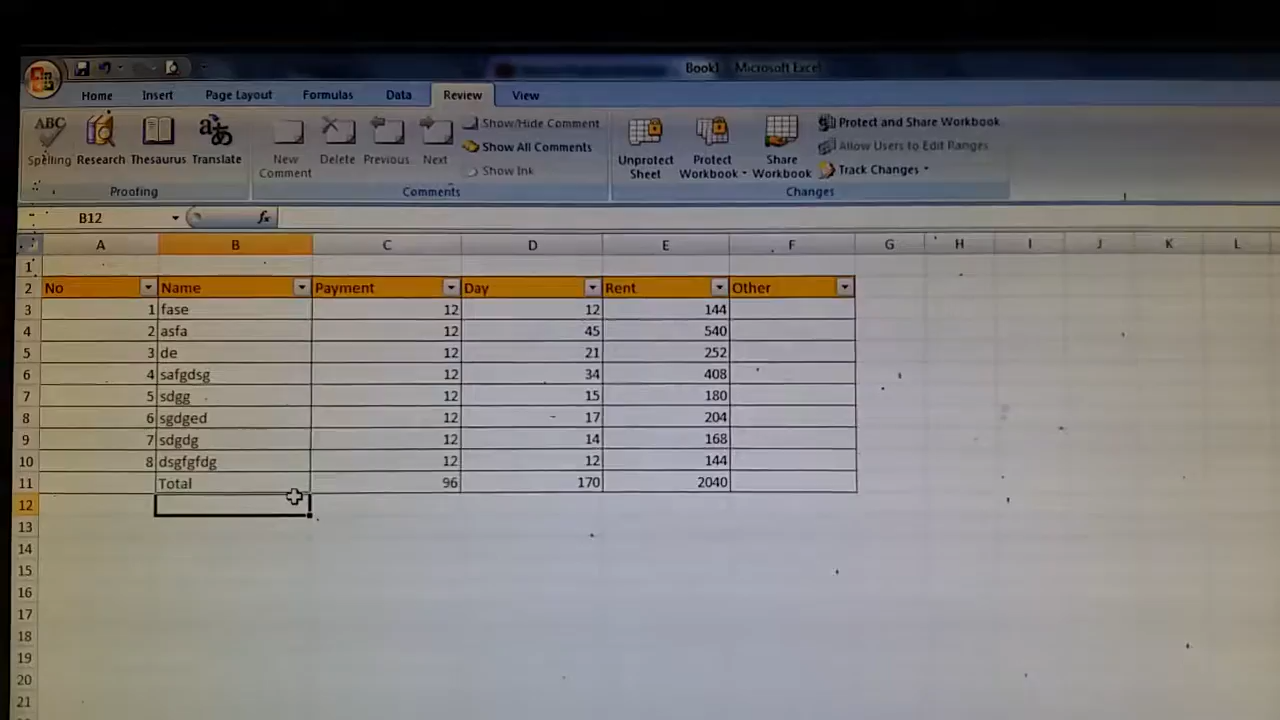 Book1 - Microsoft Excel
Home Insert Page Layout Formulas Data Review View
ABC
Spelling Research Thesaurus Translate
New Comment Delete Previous Next
Show/Hide Comment
Show All Comments
Show Ink
Unprotect Sheet
Protect Workbook
Share Workbook
Protect and Share Workbook
Allow Users to Edit Ranges
Track Changes
Proofing Comments Changes
B12 fx
A B C D E F G H I J K L
1
2 No Name Payment Day Rent Other
3 1 fase 12 12 144
4 2 asfa 12 45 540
5 3 de 12 21 252
6 4 safgdsg 12 34 408
7 5 sdgg 12 15 180
8 6 sgdged 12 17 204
9 7 sdgdg 12 14 168
10 8 dsgfgfdg 12 12 144
11 Total 96 170 2040
12
13
14
15
16
17
18
19
20
21